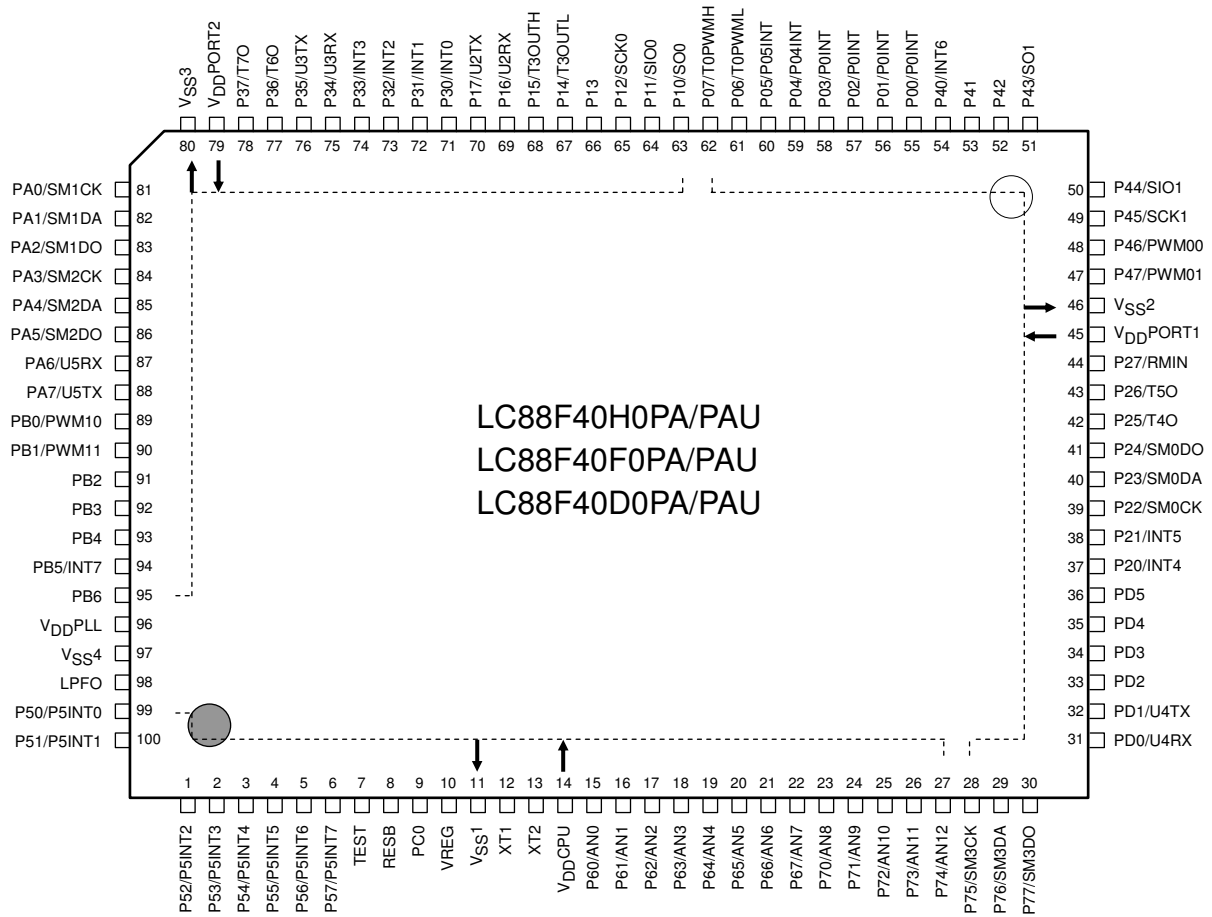 VSS3
VDDPORT2
P37/T7O
P36/T6O
P35/U3TX
P34/U3RX
P33/INT3
P32/INT2
P31/INT1
P30/INT0
P17/U2TX
P16/U2RX
P15/T3OUTH
P14/T3OUTL
P13
P12/SCK0
P11/SIO0
P10/SO0
P07/T0PWMH
P06/T0PWML
P05/P05INT
P04/P04INT
P03/P0INT
P02/P0INT
P01/P0INT
P00/P0INT
P40/INT6
P41
P42
P43/SO1
80 79 78 77 76 75 74 73 72 71 70 69 68 67 66 65 64 63 62 61 60 59 58 57 56 55 54 53 52 51
PA0/SM1CK 81
PA1/SM1DA 82
PA2/SM1DO 83
PA3/SM2CK 84
PA4/SM2DA 85
PA5/SM2DO 86
PA6/U5RX 87
PA7/U5TX 88
PB0/PWM10 89
PB1/PWM11 90
PB2 91
PB3 92
PB4 93
PB5/INT7 94
PB6 95
VDDPLL 96
VSS4 97
LPFO 98
P50/P5INT0 99
P51/P5INT1 100
LC88F40H0PA/PAU
LC88F40F0PA/PAU
LC88F40D0PA/PAU
50 P44/SIO1
49 P45/SCK1
48 P46/PWM00
47 P47/PWM01
46 VSS2
45 VDDPORT1
44 P27/RMIN
43 P26/T5O
42 P25/T4O
41 P24/SM0DO
40 P23/SM0DA
39 P22/SM0CK
38 P21/INT5
37 P20/INT4
36 PD5
35 PD4
34 PD3
33 PD2
32 PD1/U4TX
31 PD0/U4RX
1 2 3 4 5 6 7 8 9 10 11 12 13 14 15 16 17 18 19 20 21 22 23 24 25 26 27 28 29 30
P52/P5INT2
P53/P5INT3
P54/P5INT4
P55/P5INT5
P56/P5INT6
P57/P5INT7
TEST
RESB
PC0
VREG
VSS1
XT1
XT2
VDDCPU
P60/AN0
P61/AN1
P62/AN2
P63/AN3
P64/AN4
P65/AN5
P66/AN6
P67/AN7
P70/AN8
P71/AN9
P72/AN10
P73/AN11
P74/AN12
P75/SM3CK
P76/SM3DA
P77/SM3DO